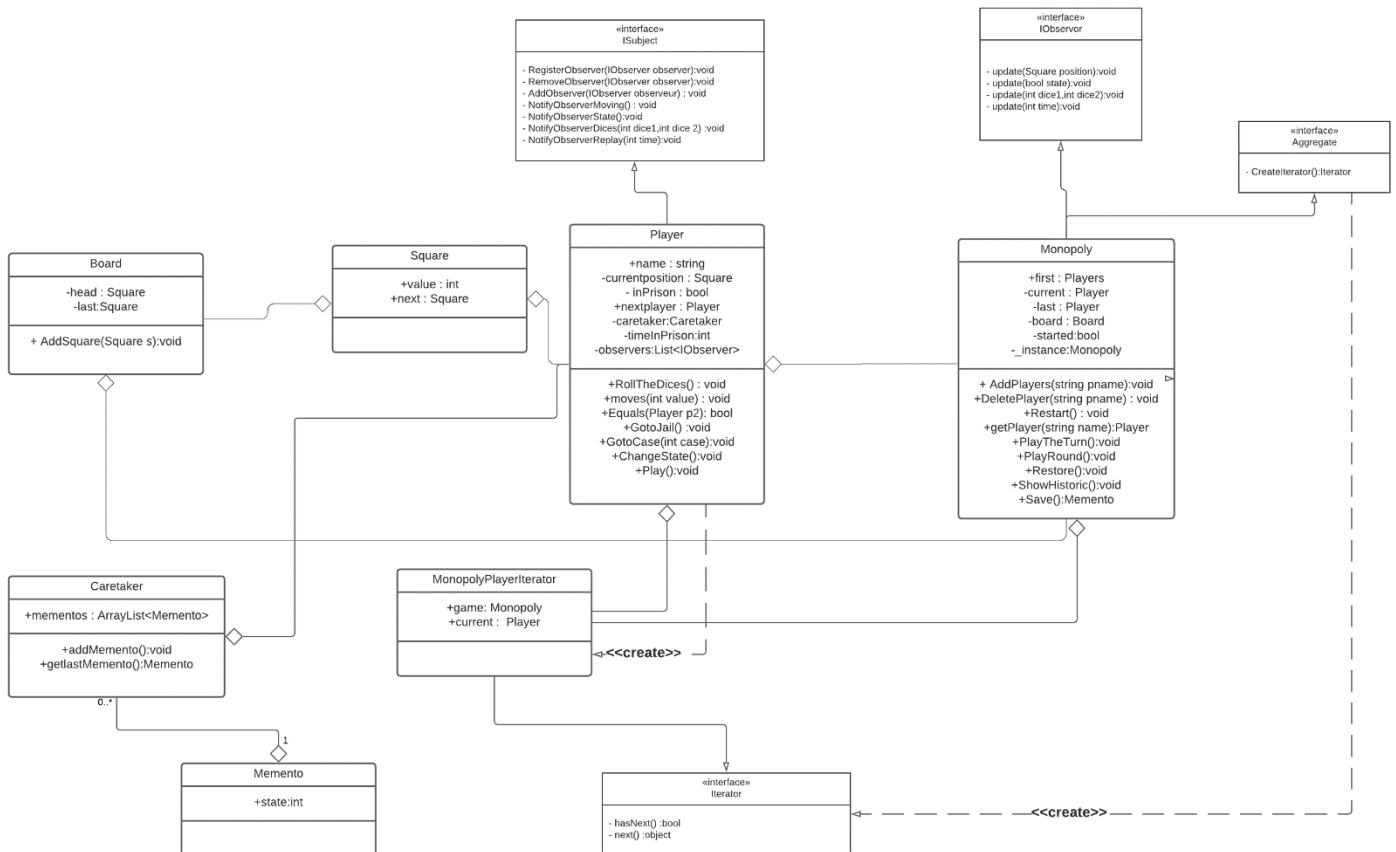 «interface»
ISubject
- RegisterObserver(IObserver observer):void
- RemoveObserver(IObserver observer):void
- AddObserver(IObserver observeur) : void
- NotifyObserverMoving() : void
- NotifyObserverState():void
- NotifyObserverDices(int dice1,int dice 2) :void
- NotifyObserverReplay(int time):void
«interface»
IObservor
- update(Square position):void
- update(bool state):void
- update(int dice1,int dice2):void
- update(int time):void
«interface»
Aggregate
- CreateIterator():Iterator
Board
-head : Square
-last:Square
+ AddSquare(Square s):void
Square
+value : int
+next : Square
Player
+name : string
-currentposition : Square
- inPrison : bool
+nextplayer : Player
-caretaker:Caretaker
-timeInPrison:int
-observers:List<IObserver>
+RollTheDices() : void
+moves(int value) : void
+Equals(Player p2): bool
+GotoJail() :void
+GotoCase(int case):void
+ChangeState():void
+Play():void
Monopoly
+first : Players
-current : Player
-last : Player
-board : Board
-started:bool
-_instance:Monopoly
+ AddPlayers(string pname):void
+DeletePlayer(string pname) : void
+Restart() : void
+getPlayer(string name):Player
+PlayTheTurn():void
+PlayRound():void
+Restore():void
+ShowHistoric():void
+Save():Memento
Caretaker
+mementos : ArrayList<Memento>
+addMemento():void
+getlastMemento():Memento
0..*
1
MonopolyPlayerIterator
+game: Monopoly
+current : Player
<<create>>
Memento
+state:int
«interface»
Iterator
- hasNext() :bool
- next() :object
<<create>>